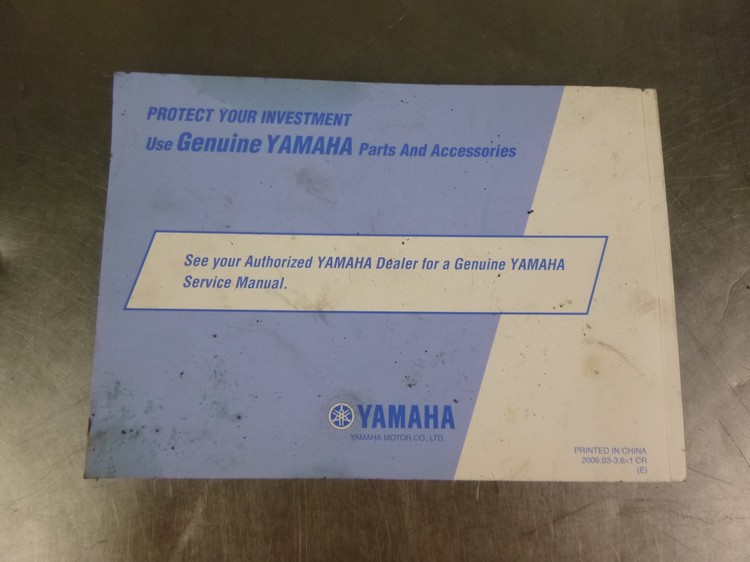 PROTECT YOUR INVESTMENT
Use Genuine YAMAHA Parts And Accessories
See your Authorized YAMAHA Dealer for a Genuine YAMAHA
Service Manual.
YAMAHA
YAMAHA MOTOR CO., LTD.
PRINTED IN CHINA
2006.03-3.6×1 CR
(E)